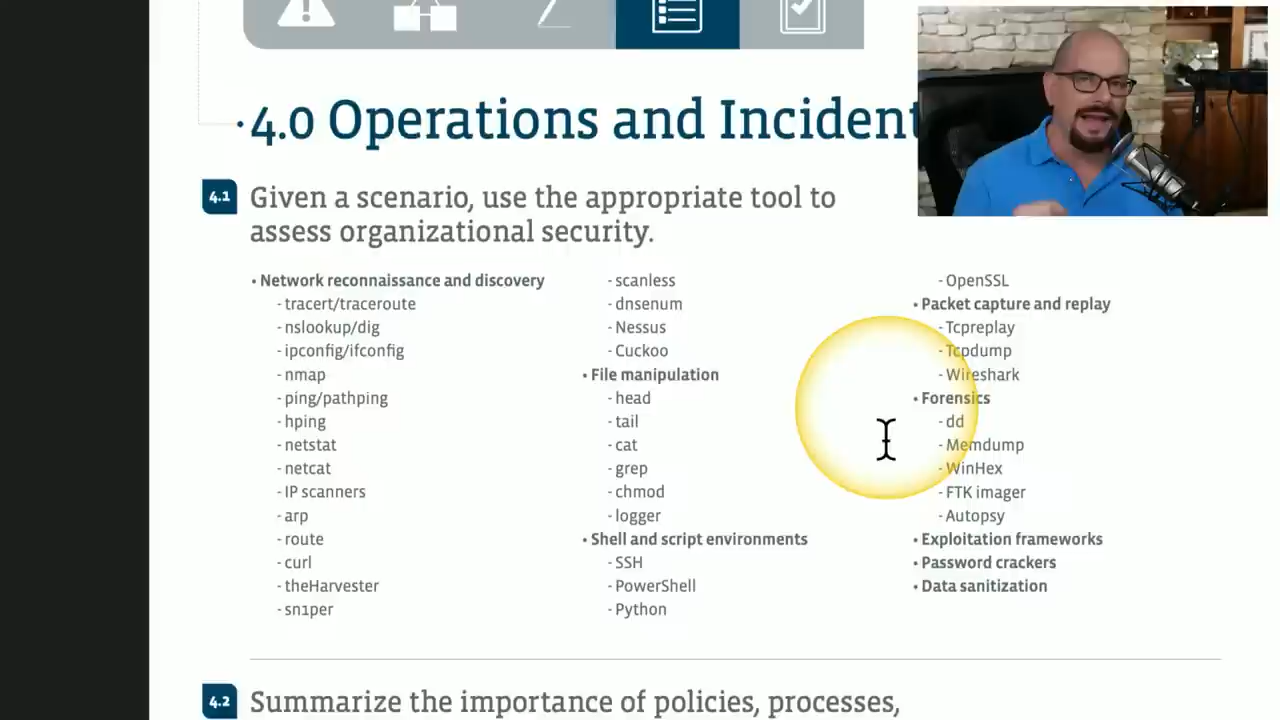 4.0 Operations and Incident
4.1
Given a scenario, use the appropriate tool to
assess organizational security.
• Network reconnaissance and discovery
- tracert/traceroute
- nslookup/dig
- ipconfig/ifconfig
- nmap
- ping/pathping
- hping
- netstat
- netcat
- IP scanners
- arp
- route
- curl
- theHarvester
- sn1per
- scanless
- dnsenum
- Nessus
- Cuckoo
• File manipulation
- head
- tail
- cat
- grep
- chmod
- logger
• Shell and script environments
- SSH
- PowerShell
- Python
- OpenSSL
• Packet capture and replay
- Tcpreplay
- Tcpdump
- Wireshark
• Forensics
- dd
- Memdump
- WinHex
- FTK imager
- Autopsy
• Exploitation frameworks
• Password crackers
• Data sanitization
4.2
Summarize the importance of policies, processes,